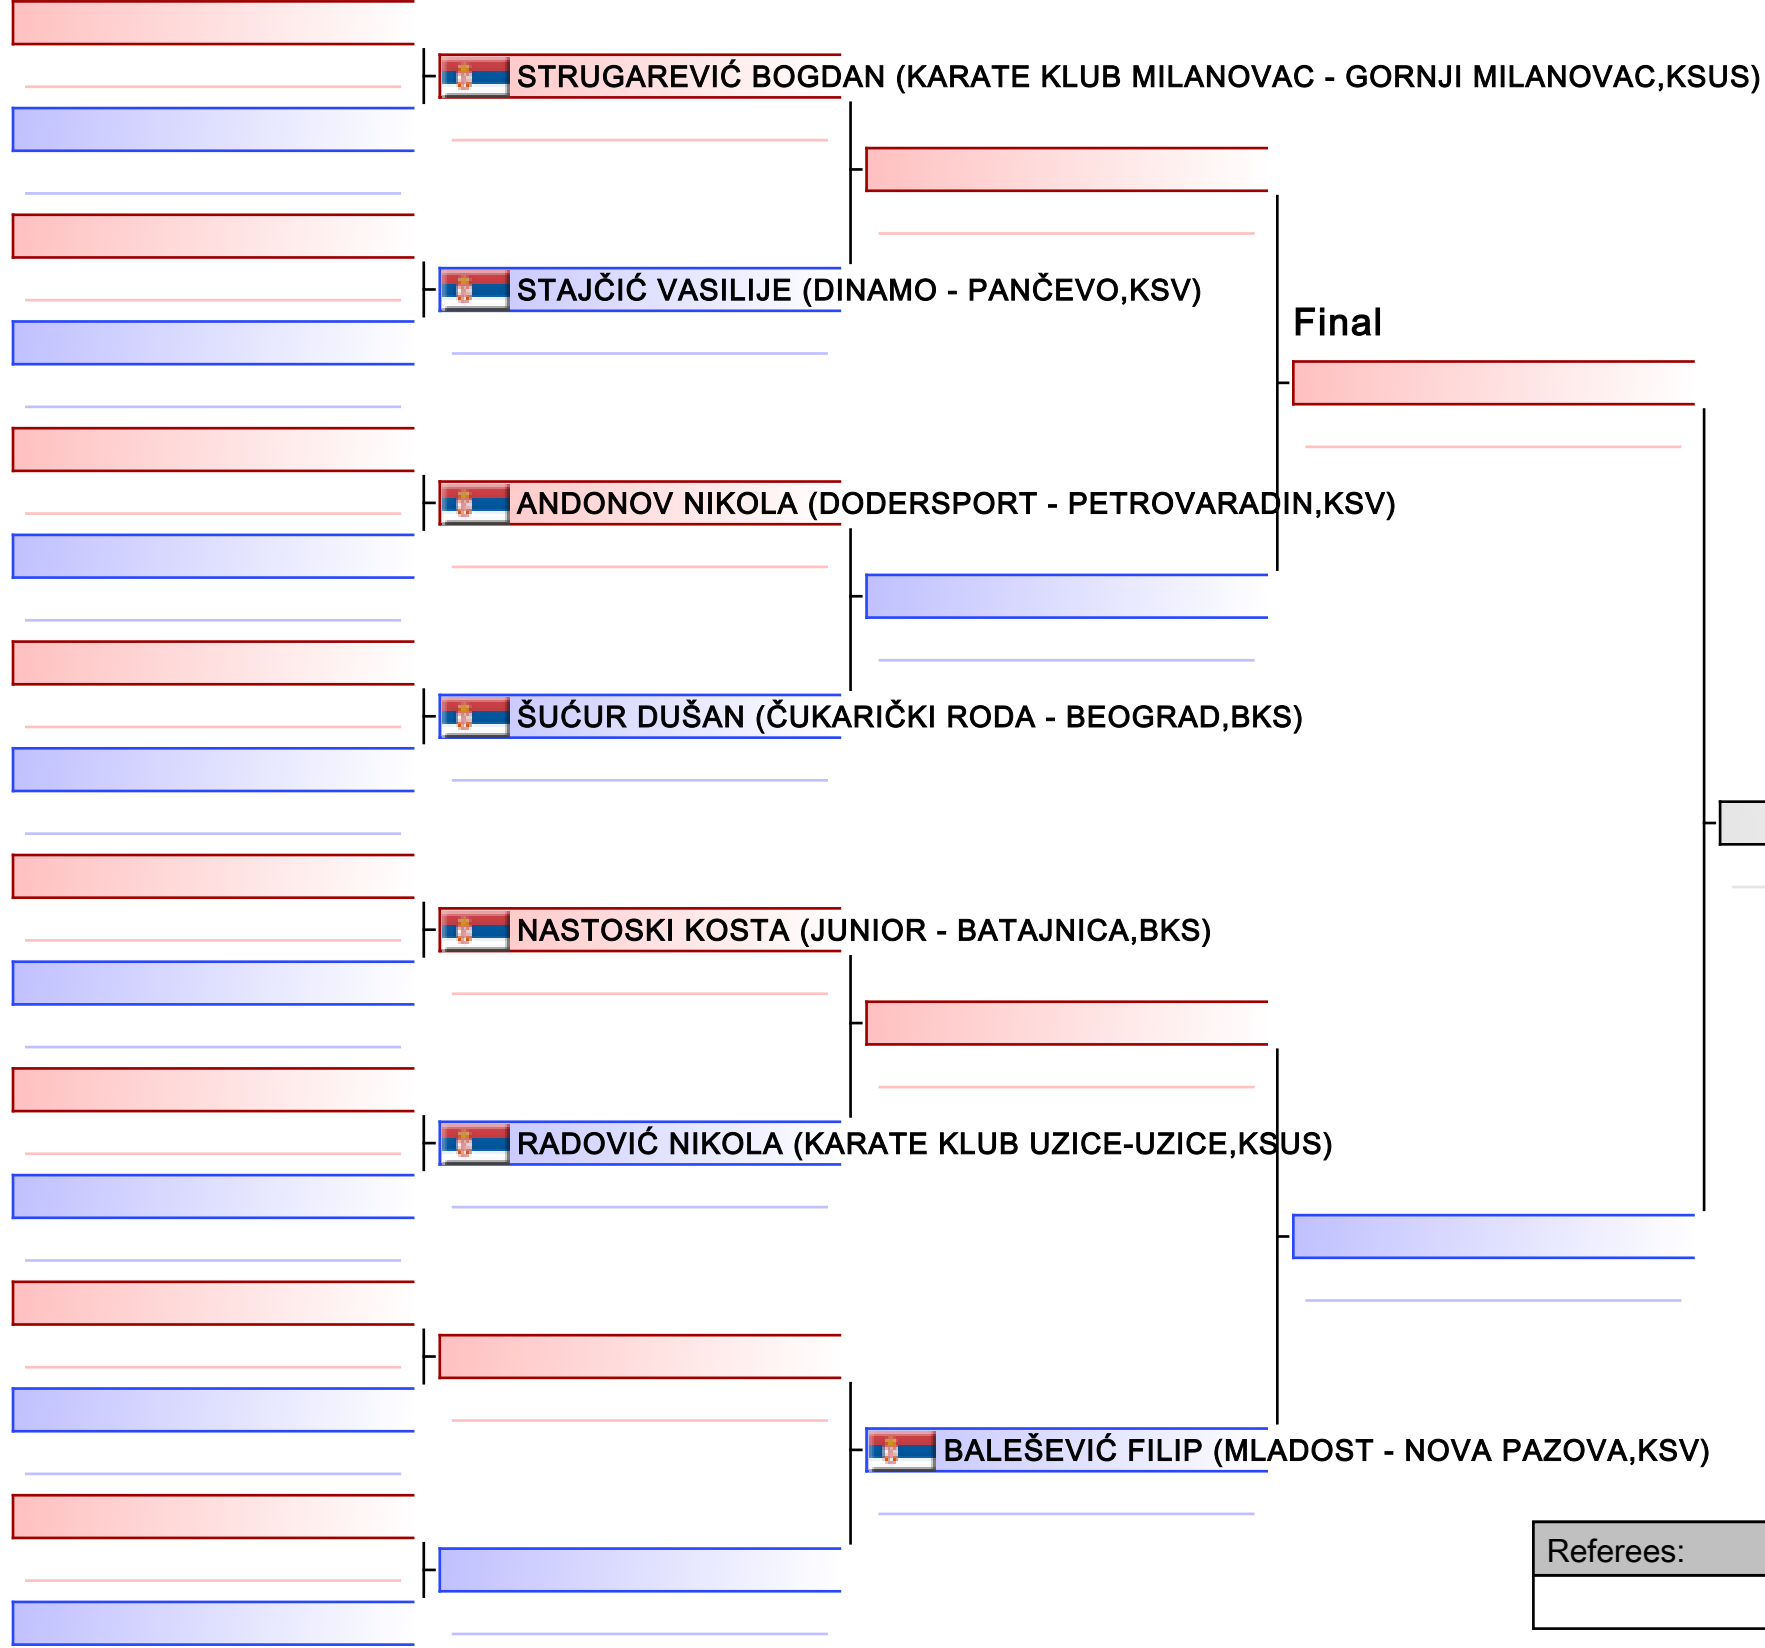 STRUGAREVIĆ BOGDAN (KARATE KLUB MILANOVAC - GORNJI MILANOVAC,KSUS)
STAJČIĆ VASILIJE (DINAMO - PANČEVO,KSV)
Final
ANDONOV NIKOLA (DODERSPORT - PETROVARADIN,KSV)
ŠUĆUR DUŠAN (ČUKARIČKI RODA - BEOGRAD,BKS)
NASTOSKI KOSTA (JUNIOR - BATAJNICA,BKS)
RADOVIĆ NIKOLA (KARATE KLUB UZICE-UZICE,KSUS)
BALEŠEVIĆ FILIP (MLADOST - NOVA PAZOVA,KSV)
Referees: